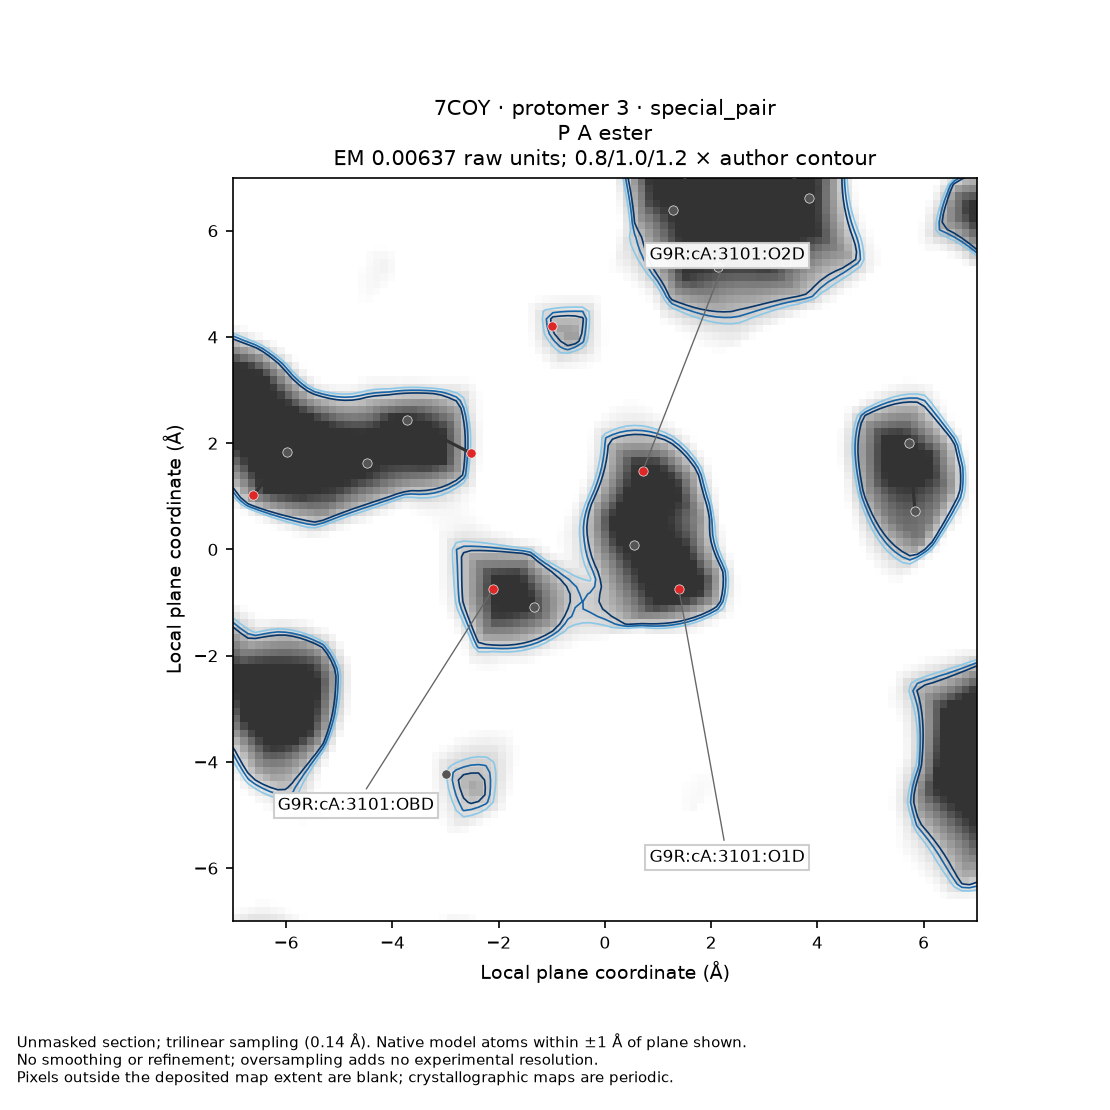 7COY · protomer 3 · special_pair
P A ester
EM 0.00637 raw units; 0.8/1.0/1.2 × author contour
6
4
2
0
−2
−4
−6
Local plane coordinate (Å)
G9R:cA:3101:O2D
G9R:cA:3101:OBD
G9R:cA:3101:O1D
−6 −4 −2 0 2 4 6
Local plane coordinate (Å)
Unmasked section; trilinear sampling (0.14 Å). Native model atoms within ±1 Å of plane shown.
No smoothing or refinement; oversampling adds no experimental resolution.
Pixels outside the deposited map extent are blank; crystallographic maps are periodic.